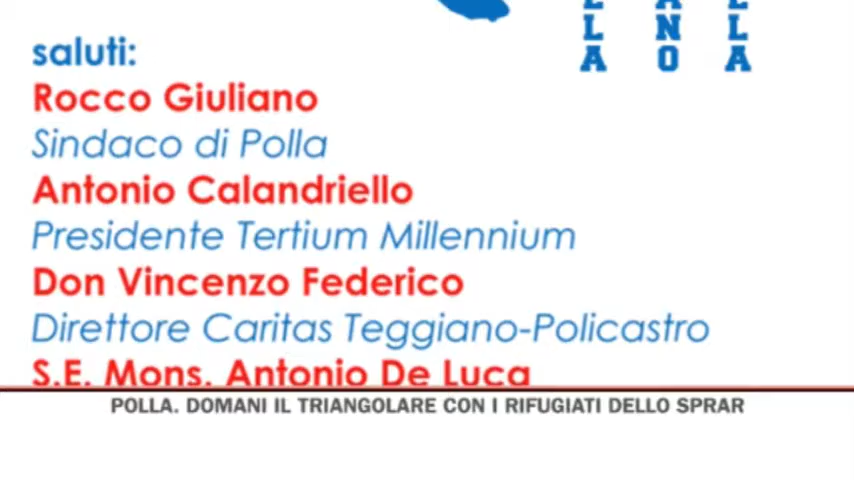 saluti:
Rocco Giuliano
Sindaco di Polla
Antonio Calandriello
Presidente Tertium Millennium
Don Vincenzo Federico
Direttore Caritas Teggiano-Policastro
S.E. Mons. Antonio De Luca
POLLA. DOMANI IL TRIANGOLARE CON I RIFUGIATI DELLO SPRAR